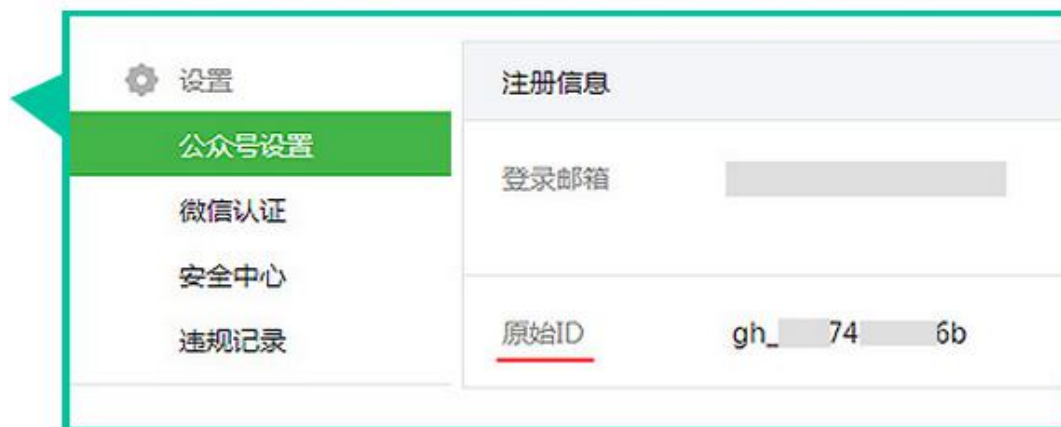 设置
公众号设置
微信认证
安全中心
违规记录
注册信息
登录邮箱
原始ID gh_ 74 6b